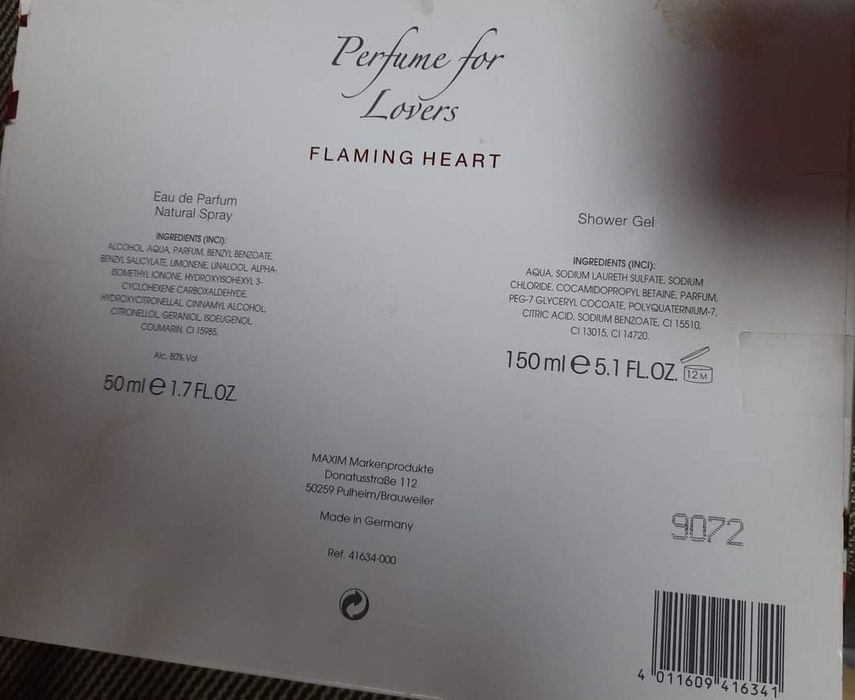 Perfume for
Lovers
FLAMING HEART
Eau de Parfum
Natural Spray
INGREDIENTS (INCI):
ALCOHOL, AQUA, PARFUM, BENZYL BENZOATE,
BENZYL SALICYLATE, LIMONENE, LINALOOL, ALPHA-
ISOMETHYL IONONE, HYDROXYISOHEXYL 3-
CYCLOHEXENE CARBOXALDEHYDE,
HYDROXYCITRONELLAL, CINNAMYL ALCOHOL,
CITRONELLOL, GERANIOL, ISOEUGENOL,
COUMARIN, CI 15985.
Alc. 80% Vol
50 ml e 1.7 FL.OZ.
Shower Gel
INGREDIENTS (INCI):
AQUA, SODIUM LAURETH SULFATE, SODIUM
CHLORIDE, COCAMIDOPROPYL BETAINE, PARFUM,
PEG-7 GLYCERYL COCOATE, POLYQUATERNIUM-7,
CITRIC ACID, SODIUM BENZOATE, CI 15510,
CI 13015, CI 14720.
150 ml e 5.1 FL.OZ. 12 M
MAXIM Markenprodukte
Donatusstraße 112
50259 Pulheim/Brauweiler
Made in Germany
Ref. 41634-000
9072
4 011609 416341